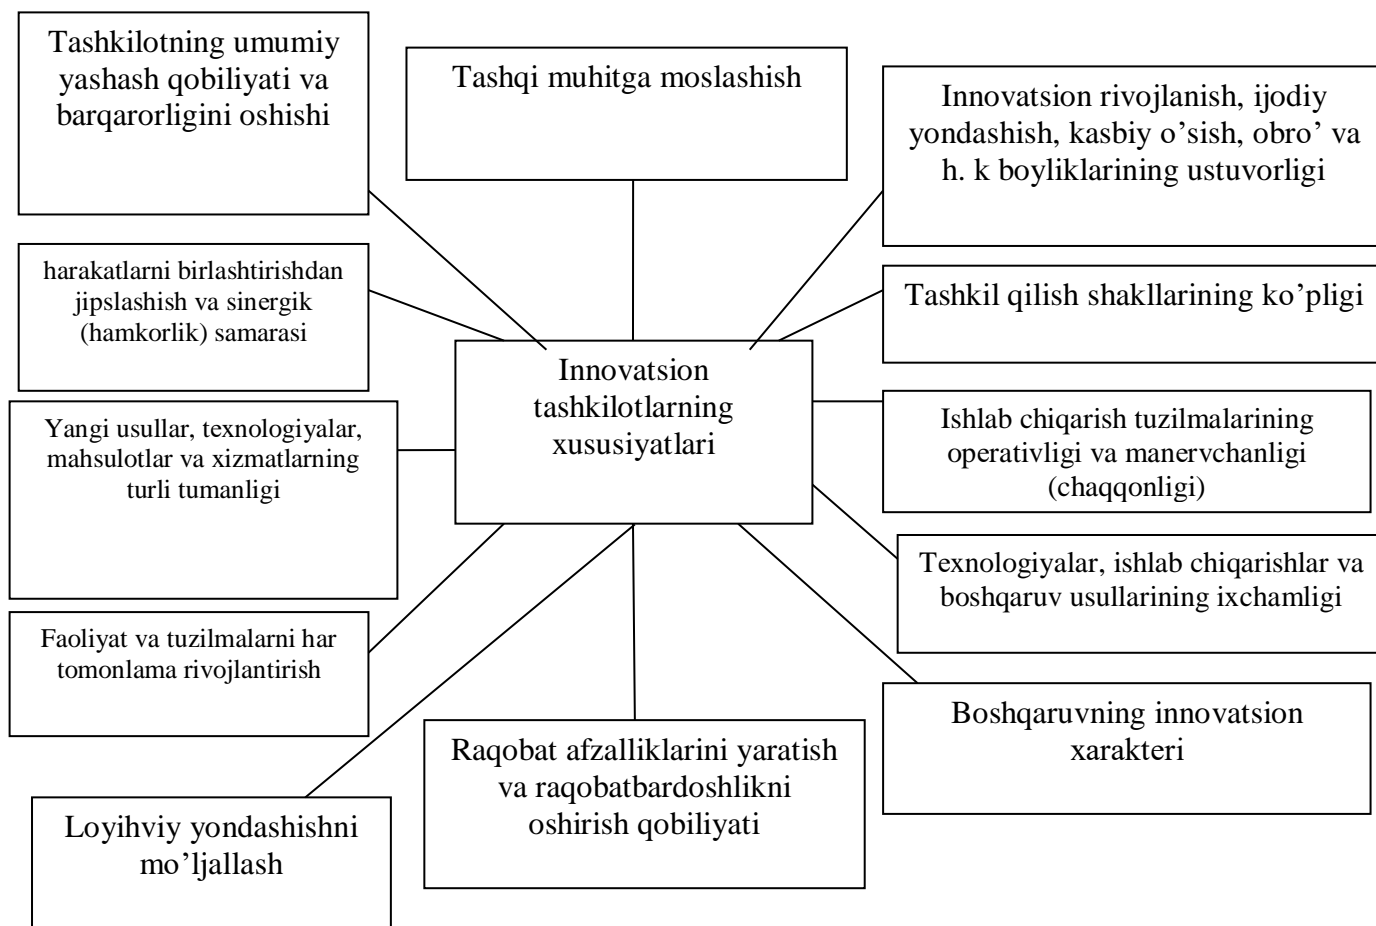 Tashkilotning umumiy
yashash qobiliyati va
barqarorligini oshishi
Tashqi muhitga moslashish
Innovatsion rivojlanish, ijodiy
yondashish, kasbiy o’sish, obro’ va
h. k boyliklarining ustuvorligi
harakatlarni birlashtirishdan
jipslashish va sinergik
(hamkorlik) samarasi
Tashkil qilish shakllarining ko’pligi
Innovatsion
tashkilotlarning
xususiyatlari
Yangi usullar, texnologiyalar,
mahsulotlar va xizmatlarning
turli tumanligi
Ishlab chiqarish tuzilmalarining
operativligi va manervchanligi
(chaqqonligi)
Texnologiyalar, ishlab chiqarishlar va
boshqaruv usullarining ixchamligi
Faoliyat va tuzilmalarni har
tomonlama rivojlantirish
Boshqaruvning innovatsion
xarakteri
Raqobat afzalliklarini yaratish
va raqobatbardoshlikni
oshirish qobiliyati
Loyihviy yondashishni
mo’ljallash